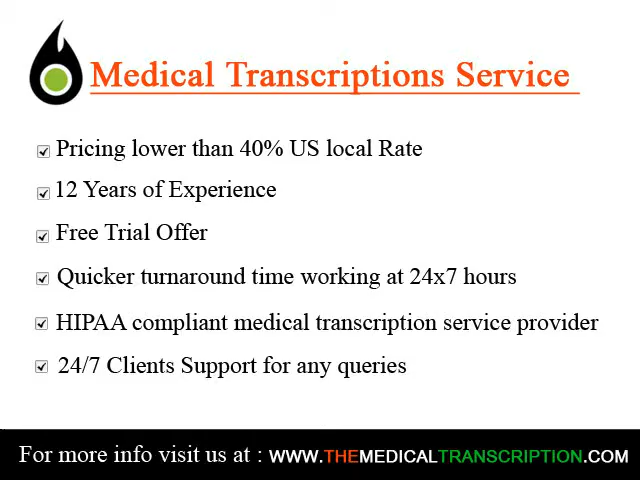 Medical Transcriptions Service
Pricing lower than 40% US local Rate
12 Years of Experience
Free Trial Offer
Quicker turnaround time working at 24x7 hours
HIPAA compliant medical transcription service provider
24/7 Clients Support for any queries
For more info visit us at : WWW.THEMEDICALTRANSCRIPTION.COM